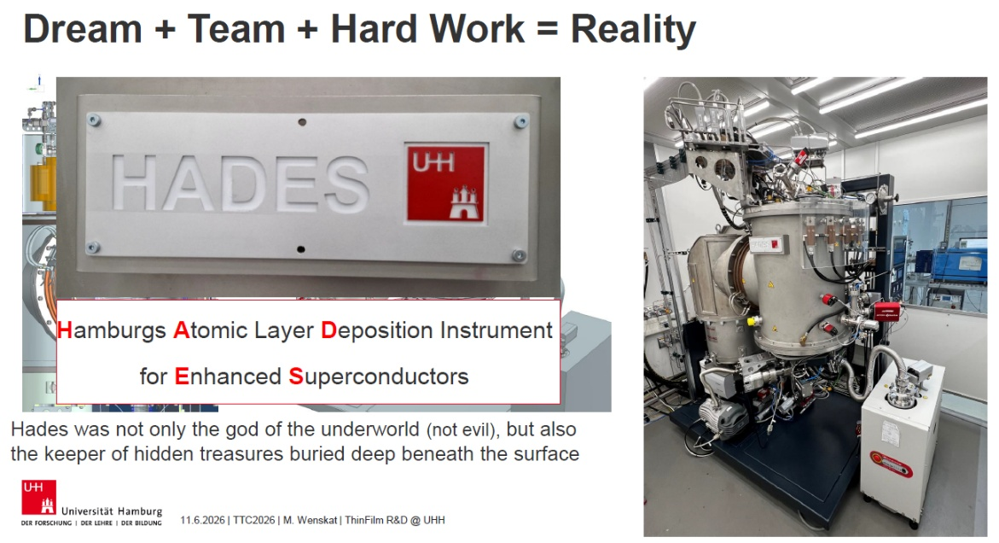 Dream + Team + Hard Work = Reality
HADES
UHH
Hamburgs Atomic Layer Deposition Instrument
for Enhanced Superconductors
Hades was not only the god of the underworld (not evil), but also
the keeper of hidden treasures buried deep beneath the surface
UHH
Universität Hamburg
DER FORSCHUNG | DER LEHRE | DER BILDUNG
11.6.2026 | TTC2026 | M. Wenskat | ThinFilm R&D @ UHH